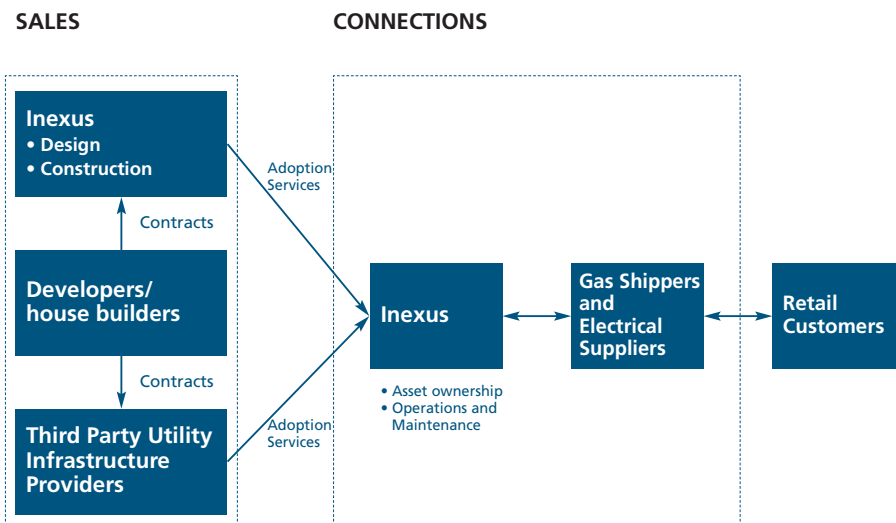 SALES
CONNECTIONS
Inexus
• Design
• Construction
Adoption
Services
Contracts
Developers/
house builders
Inexus
Gas Shippers
and
Electrical
Suppliers
Retail
Customers
Contracts
• Asset ownership
• Operations and
Maintenance
Third Party Utility
Infrastructure
Providers
Adoption
Services